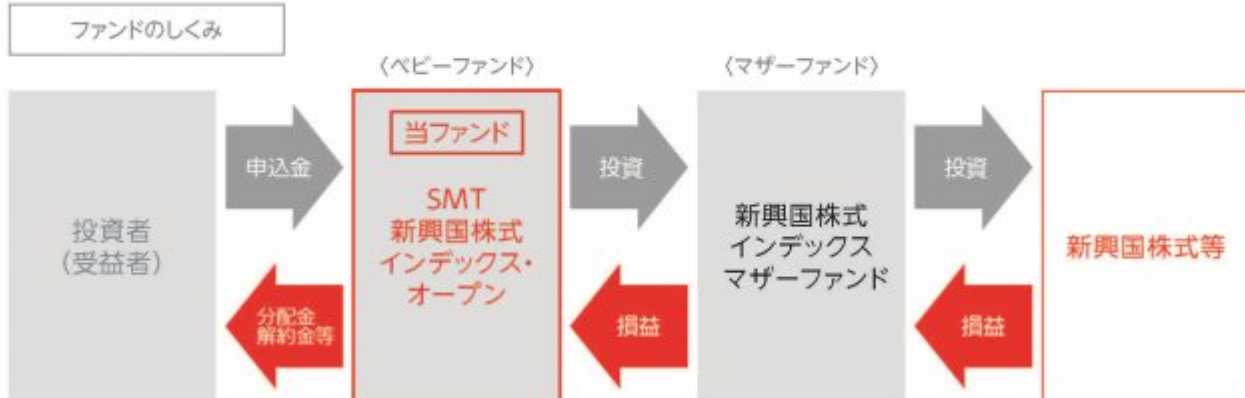 ファンドのしくみ
〈ベビーファンド〉
〈マザーファンド〉
投資者
(受益者)
申込金
分配金
解約金等
当ファンド
SMT
新興国株式
インデックス・
オープン
投資
損益
新興国株式
インデックス
マザーファンド
投資
損益
新興国株式等